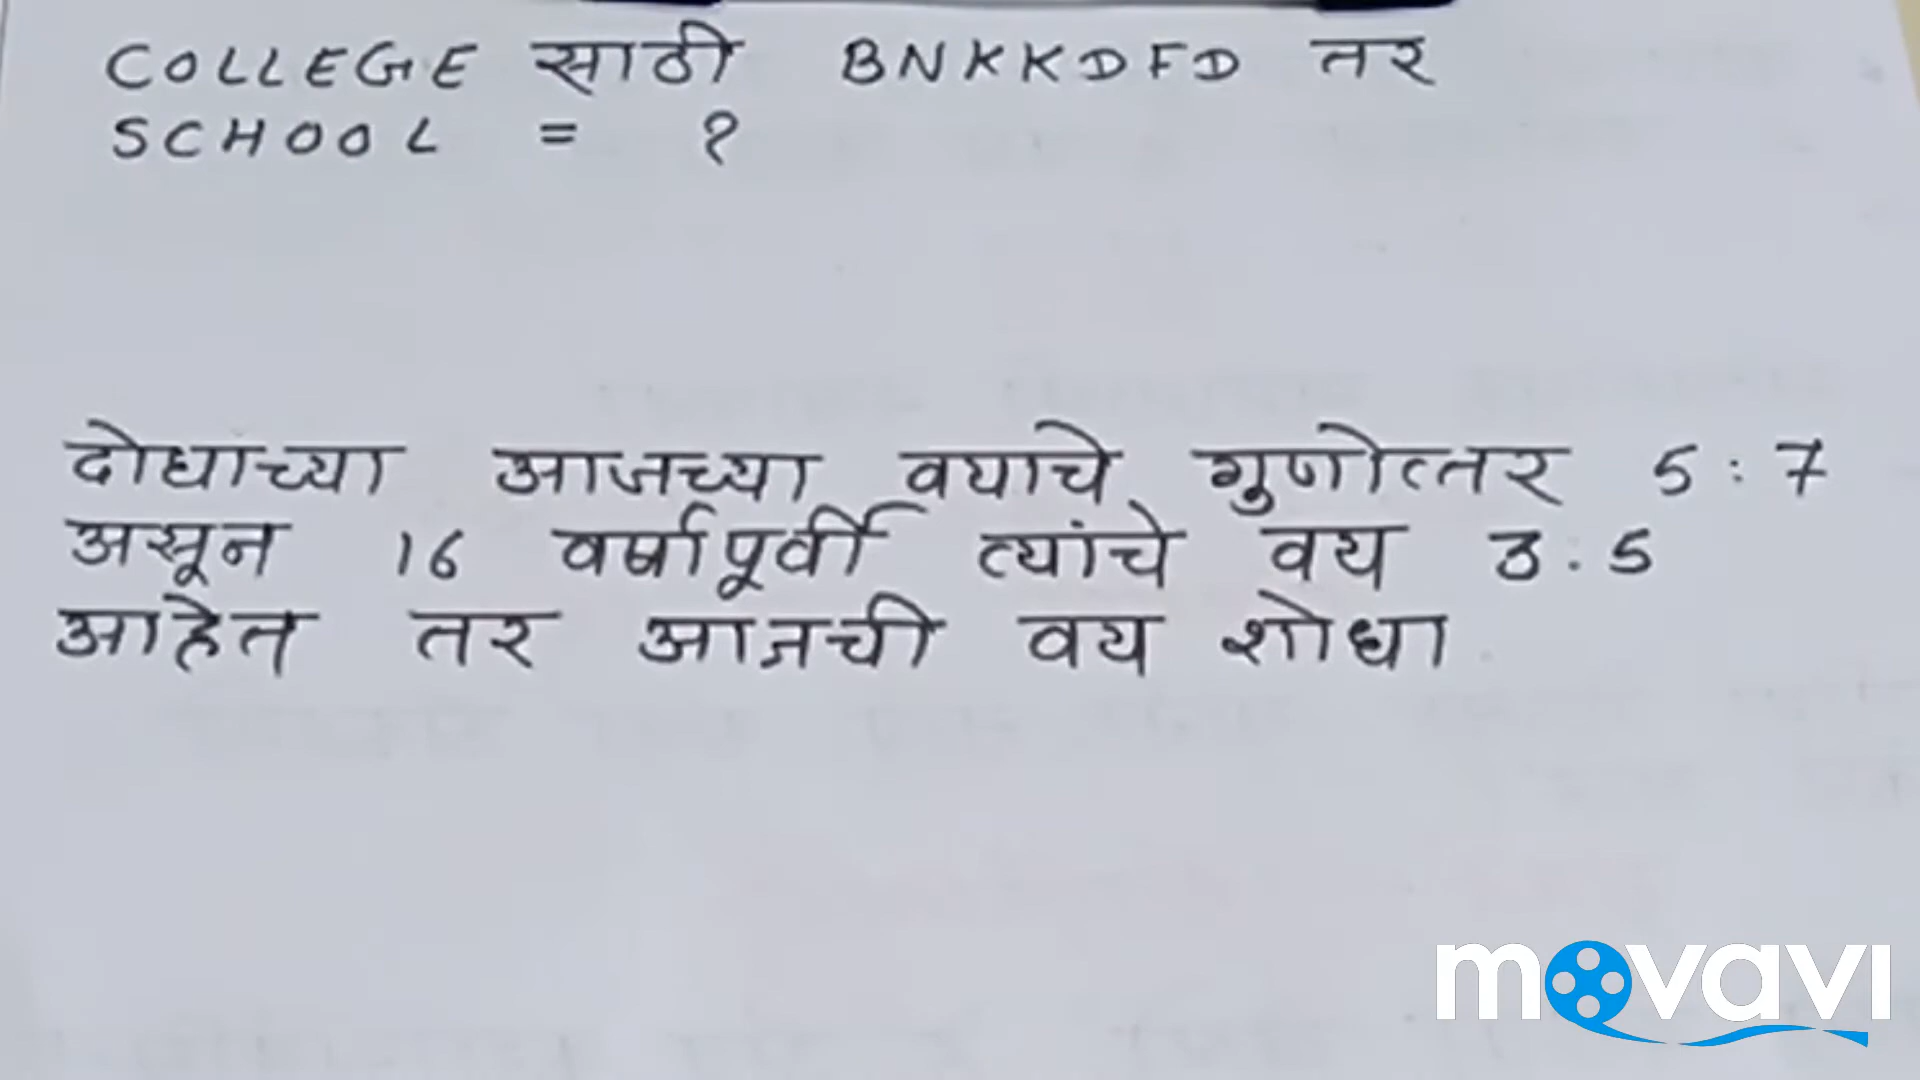 COLLEGE साठी BNKKDFD तर
SCHOOL = ?
दोघाच्या आजच्या वयाचे गुणोत्तर 5:7
असून 16 वर्षापूर्वी त्यांचे वय 3:5
आहेत तर आजची वय शोधा
movavi